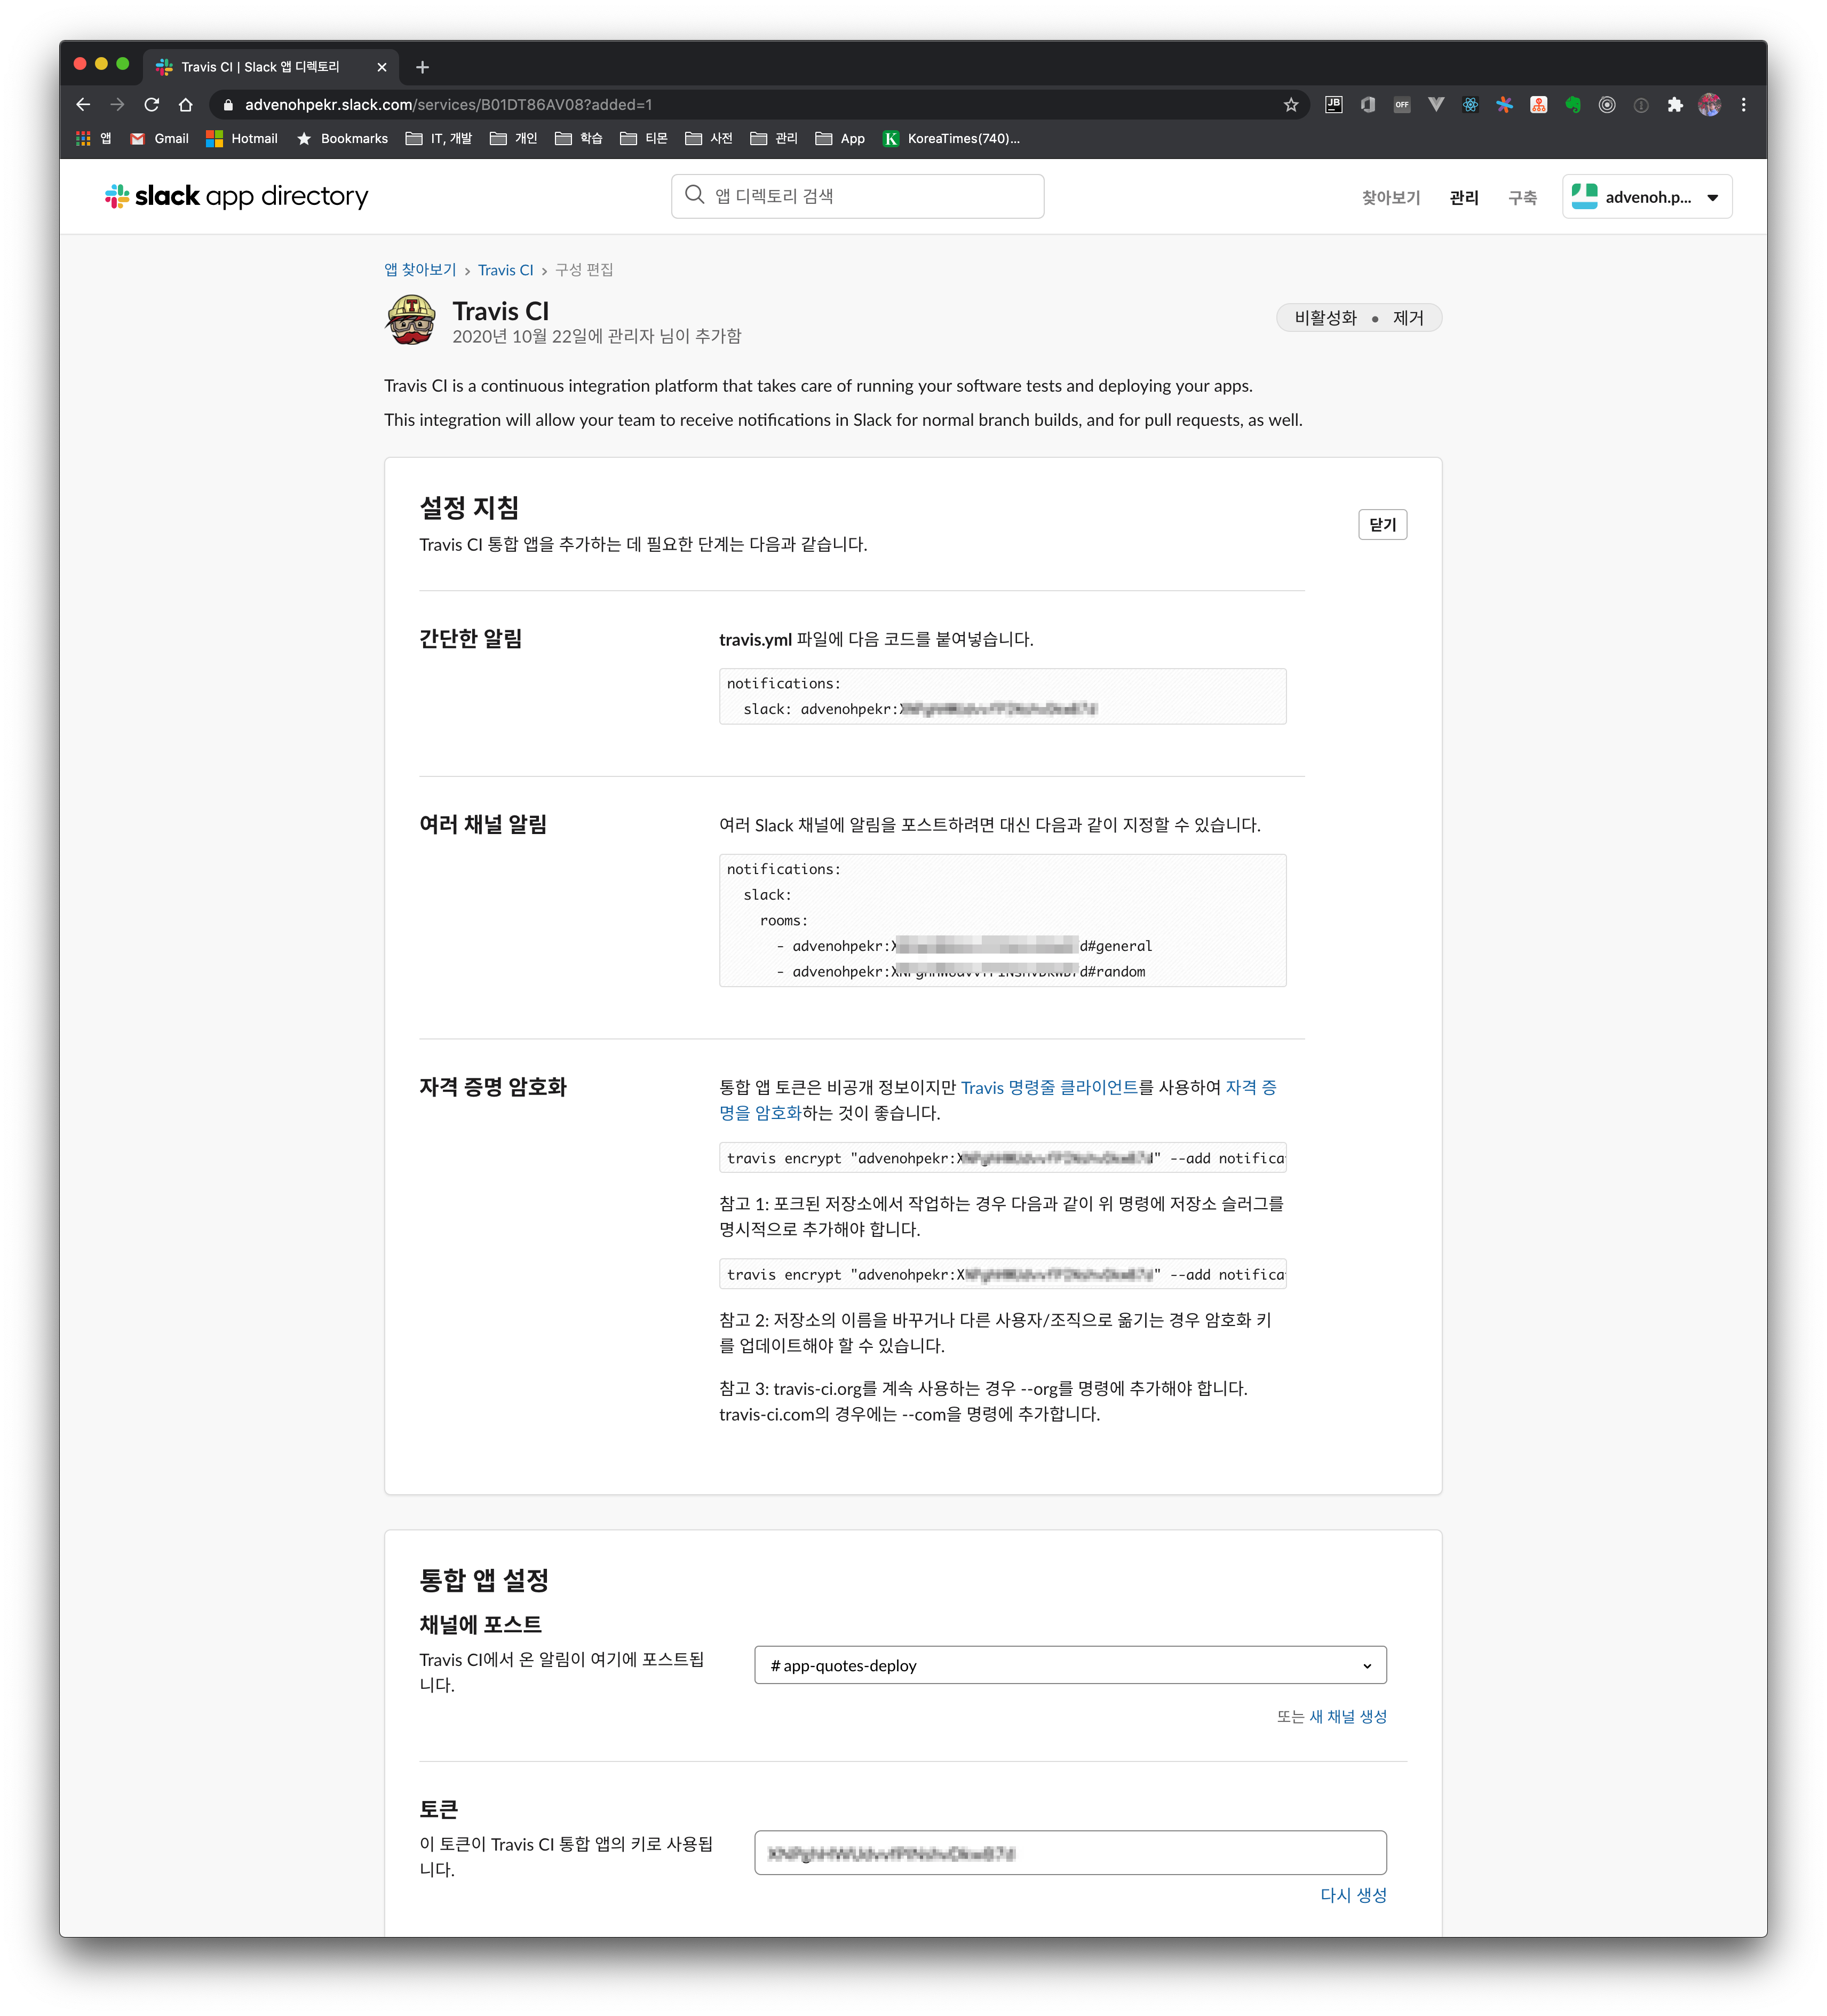 Travis CI | Slack 앱 디렉토리
advenohpekr.slack.com/services/B01DT86AV08?added=1
JB
OFF
앱
Gmail
Hotmail
Bookmarks
IT, 개발
개인
학습
티몬
사전
관리
App
K
KoreaTimes(740)...
slack app directory
앱 디렉토리 검색
찾아보기
관리
구축
advenoh.p...
앱 찾아보기 › Travis CI › 구성 편집
Travis CI
2020년 10월 22일에 관리자 님이 추가함
비활성화 • 제거
Travis CI is a continuous integration platform that takes care of running your software tests and deploying your apps.
This integration will allow your team to receive notifications in Slack for normal branch builds, and for pull requests, as well.
설정 지침
Travis CI 통합 앱을 추가하는 데 필요한 단계는 다음과 같습니다.
닫기
간단한 알림
travis.yml 파일에 다음 코드를 붙여넣습니다.
notifications:
slack: advenohpekr:
여러 채널 알림
여러 Slack 채널에 알림을 포스트하려면 대신 다음과 같이 지정할 수 있습니다.
notifications:
slack:
rooms:
- advenohpekr:X d#general
- advenohpekr: d#random
자격 증명 암호화
통합 앱 토큰은 비공개 정보이지만 Travis 명령줄 클라이언트를 사용하여 자격 증
명을 암호화하는 것이 좋습니다.
travis encrypt "advenohpekr:X " --add notifica
참고 1: 포크된 저장소에서 작업하는 경우 다음과 같이 위 명령에 저장소 슬러그를
명시적으로 추가해야 합니다.
travis encrypt "advenohpekr:X " --add notifica
참고 2: 저장소의 이름을 바꾸거나 다른 사용자/조직으로 옮기는 경우 암호화 키
를 업데이트해야 할 수 있습니다.
참고 3: travis-ci.org를 계속 사용하는 경우 --org를 명령에 추가해야 합니다.
travis-ci.com의 경우에는 --com을 명령에 추가합니다.
통합 앱 설정
채널에 포스트
Travis CI에서 온 알림이 여기에 포스트됩
니다.
# app-quotes-deploy
또는 새 채널 생성
토큰
이 토큰이 Travis CI 통합 앱의 키로 사용됩
니다.
다시 생성